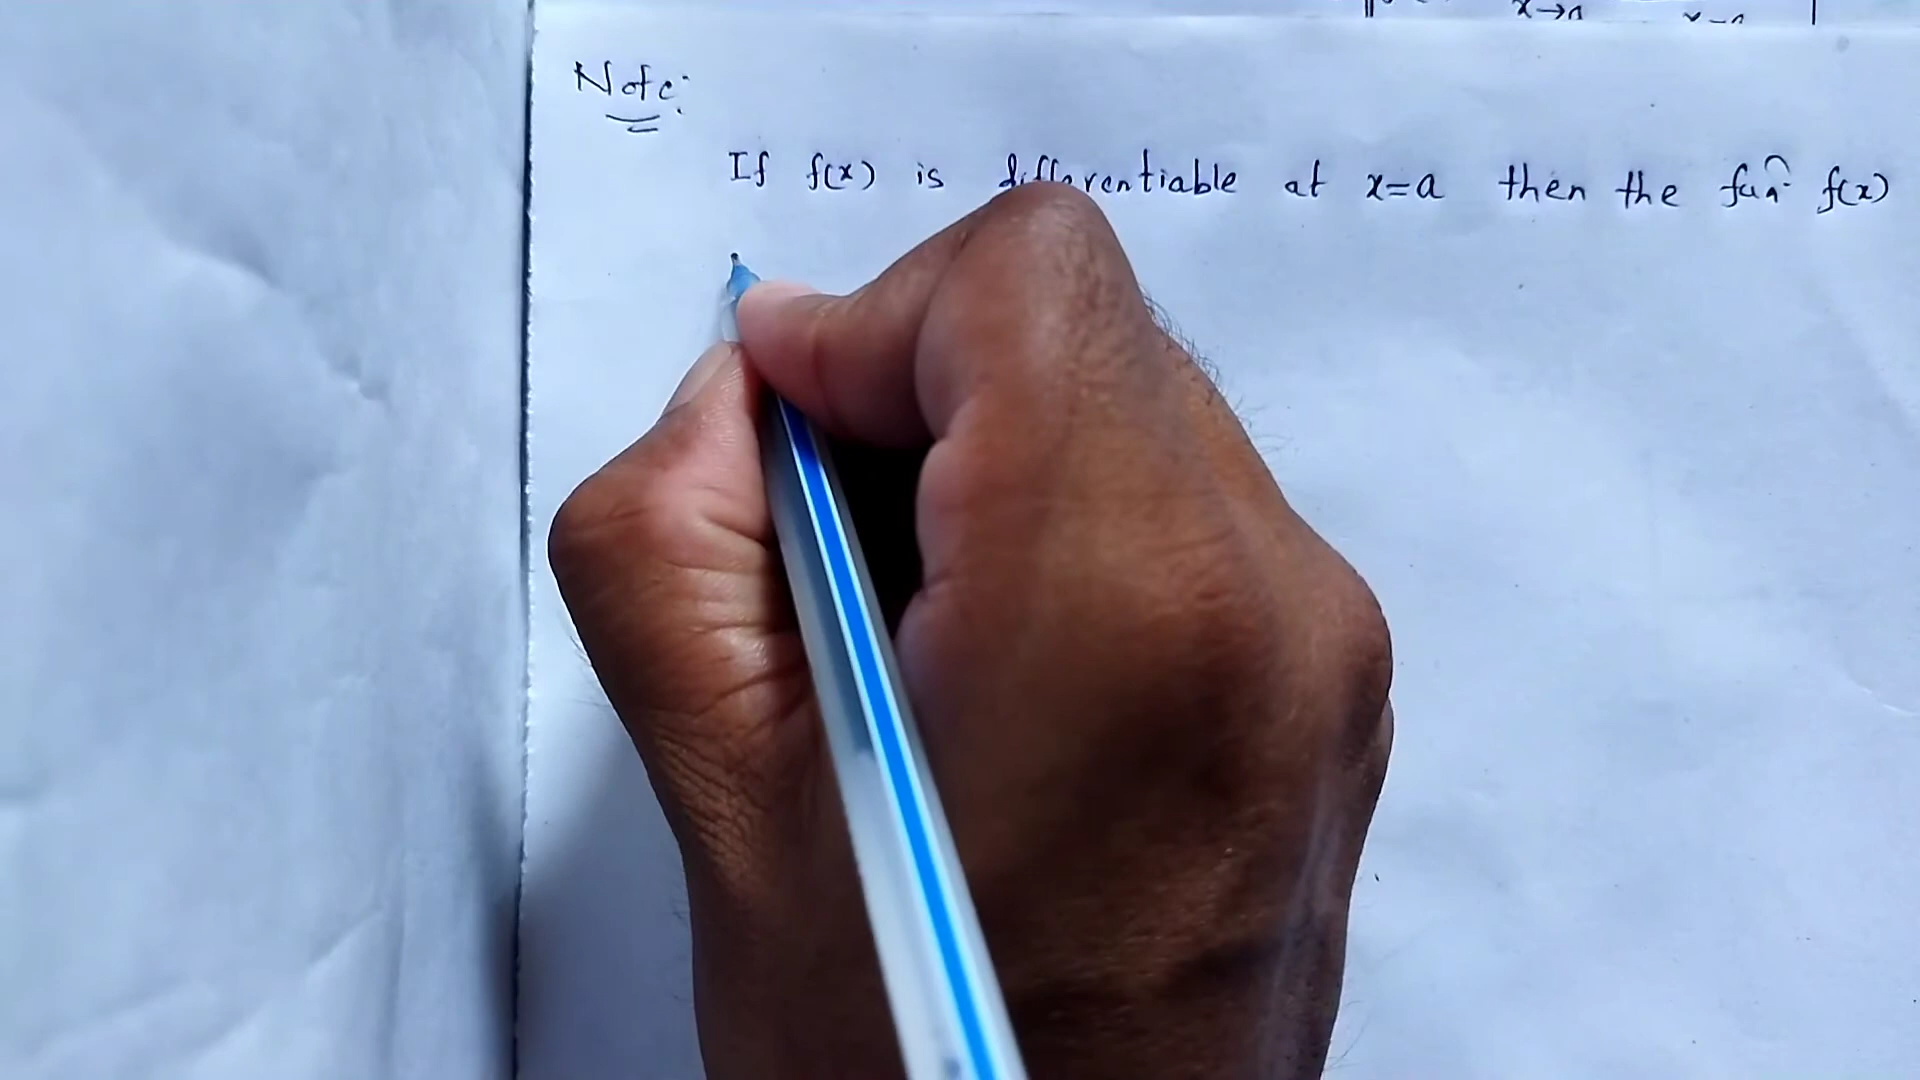 x→a x-a
Note:
If f(x) is differentiable at x=a then the fun f(x)